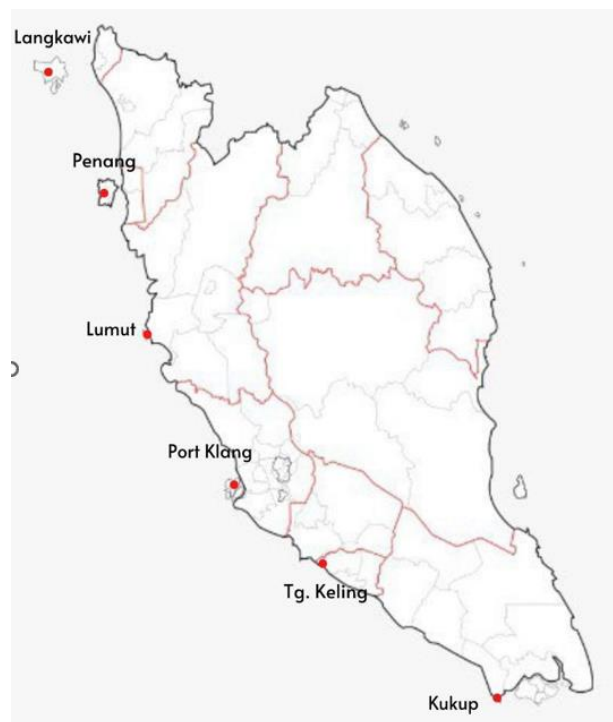 Langkawi
Penang
Lumut
Port Klang
Tg. Keling
Kukup